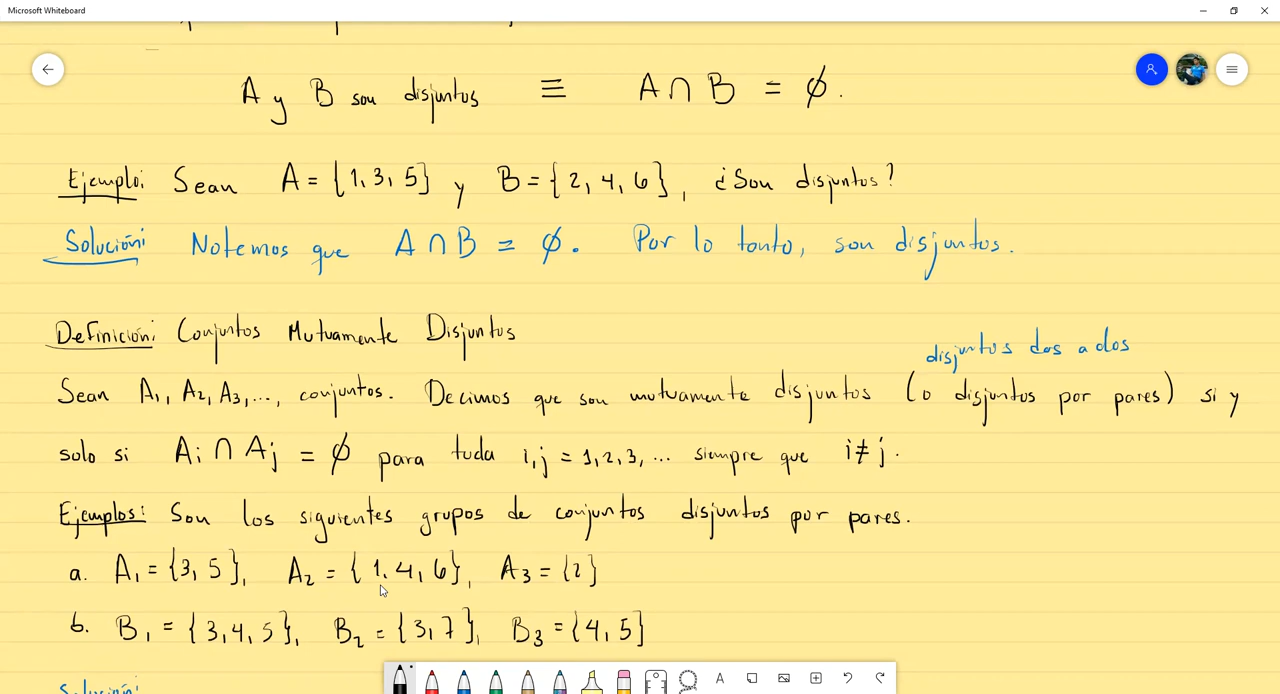 Microsoft Whiteboard
A y B son disjuntos ≡ A ∩ B = ∅.
Ejemplo: Sean A = {1, 3, 5} y B = {2, 4, 6}, ¿Son disjuntos?
Solución: Notemos que A ∩ B = ∅. Por lo tanto, son disjuntos.
Definición: Conjuntos Mutuamente Disjuntos
disjuntos dos a dos
Sean A₁, A₂, A₃, ..., conjuntos. Decimos que son mutuamente disjuntos (o disjuntos por pares) si y
solo si Ai ∩ Aj = ∅ para toda i, j = 1, 2, 3, ... siempre que i ≠ j.
Ejemplos: Son los siguientes grupos de conjuntos disjuntos por pares.
a. A₁ = {3, 5}, A₂ = {1, 4, 6}, A₃ = {2}
b. B₁ = {3, 4, 5}, B₂ = {3, 7}, B₃ = {4, 5}
Solución: